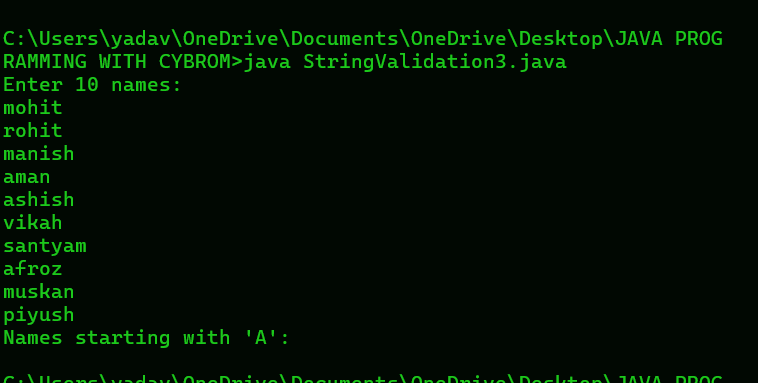 C:\Users\yadav\OneDrive\Documents\OneDrive\Desktop\JAVA PROG
RAMMING WITH CYBROM>java StringValidation3.java
Enter 10 names:
mohit
rohit
manish
aman
ashish
vikah
santyam
afroz
muskan
piyush
Names starting with 'A':
C:\Users\yadav\OneDrive\Documents\OneDrive\Desktop\JAVA PROG